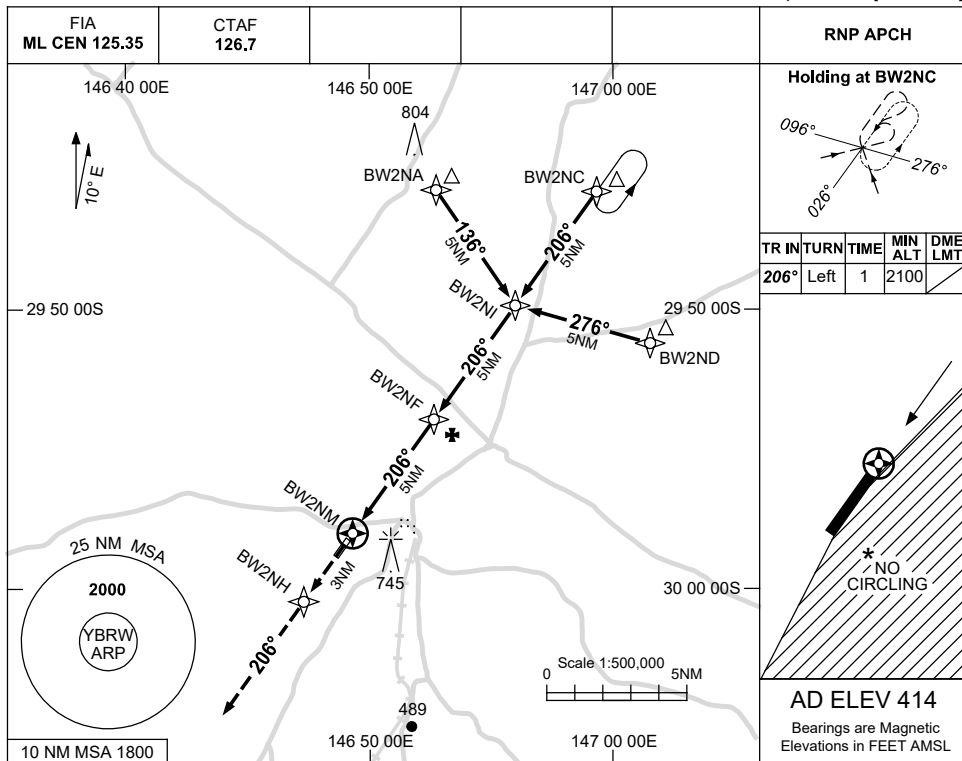 FIA
ML CEN 125.35
CTAF
126.7
RNP APCH
146 40 00E
146 50 00E
147 00 00E
Holding at BW2NC
096°
276°
026°
10° E
804
BW2NA
BW2NC
136°
5NM
206°
5NM
TR IN TURN TIME MIN ALT DME LMT
206° Left 1 2100
29 50 00S
BW2NI
29 50 00S
276°
5NM
BW2ND
206°
5NM
BW2NF
206°
5NM
BW2NM
25 NM MSA
2000
YBRW
ARP
BW2NH
3NM
745
* NO
CIRCLING
30 00 00S
206°
Scale 1:500,000
0 5NM
489
AD ELEV 414
Bearings are Magnetic
Elevations in FEET AMSL
10 NM MSA 1800
146 50 00E
147 00 00E